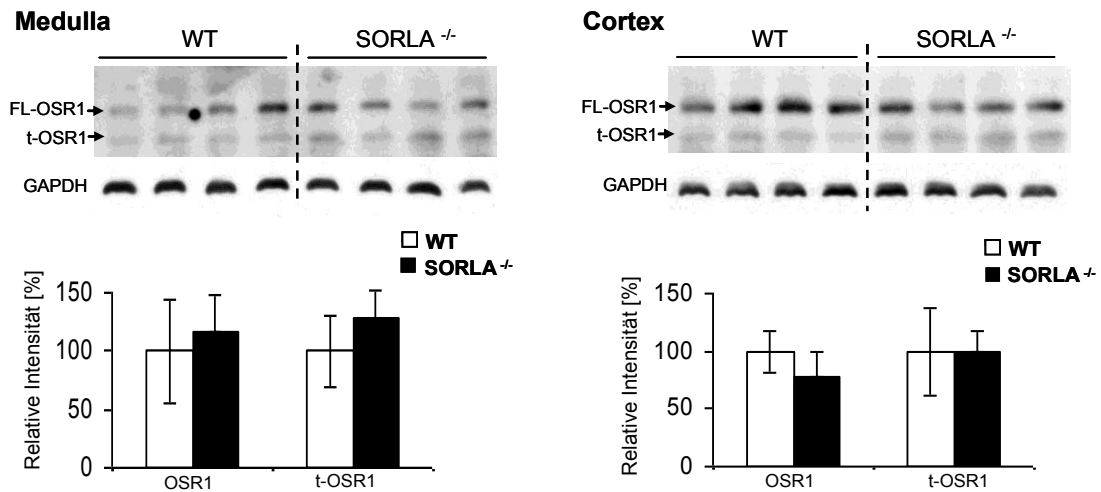 Medulla
WT SORLA -/-
FL-OSR1
t-OSR1
GAPDH
WT
SORLA -/-
Relative Intensität [%]
150
100
50
0
OSR1 t-OSR1
Cortex
WT SORLA -/-
FL-OSR1
t-OSR1
GAPDH
WT
SORLA -/-
Relative Intensität [%]
150
100
50
0
OSR1 t-OSR1